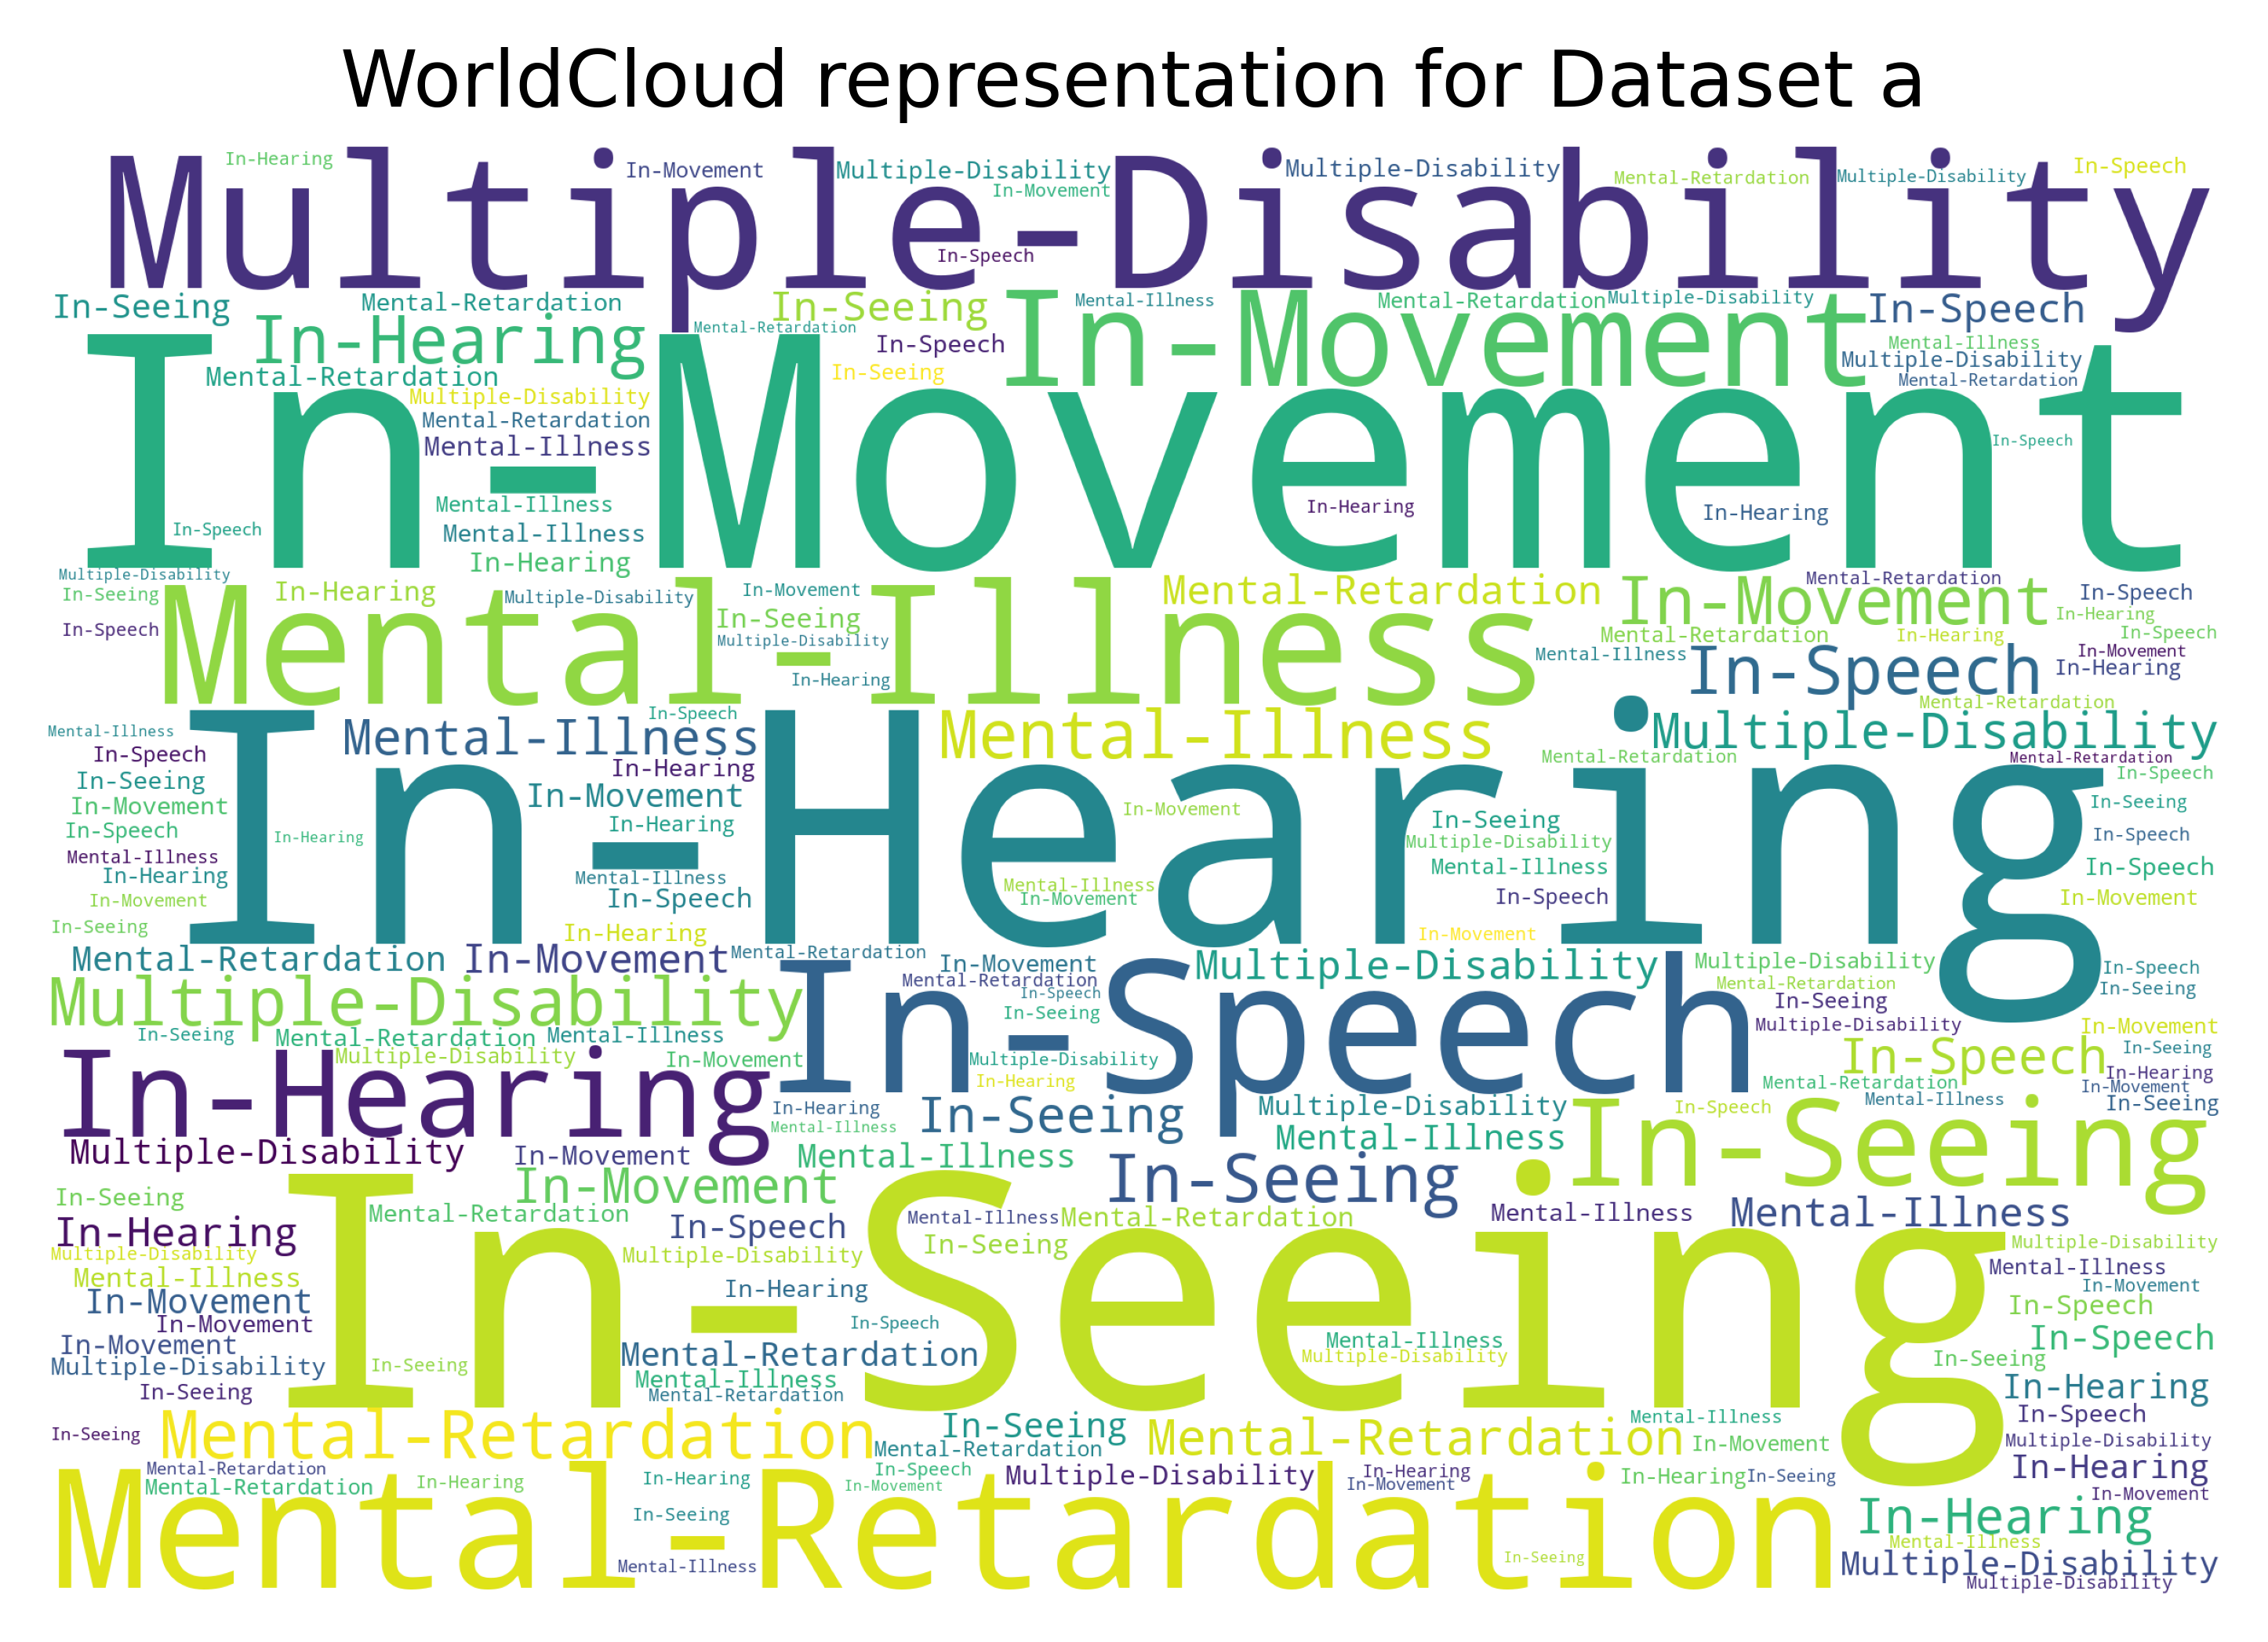 WorldCloud representation for Dataset a
In-Hearing
In-Movement
Multiple-Disability
Multiple-Disability
In-Movement
Mental-Retardation
Multiple-Disability
In-Speech
Multiple-Disability
In-Speech
In-Seeing
Mental-Retardation
In-Seeing
In-Movement
Mental-Illness
Mental-Retardation
Multiple-Disability
In-Speech
In-Hearing
Mental-Retardation
In-Speech
Mental-Illness
Multiple-Disability
Mental-Retardation
In-Seeing
Mental-Retardation
Multiple-Disability
Mental-Retardation
Mental-Illness
In-Movement
In-Speech
Mental-Illness
In-Hearing
In-Hearing
In-Speech
Mental-Illness
In-Hearing
Multiple-Disability
In-Seeing
In-Speech
In-Hearing
Multiple-Disability
In-Movement
In-Seeing
Multiple-Disability
Mental-Illness
In-Hearing
Mental-Retardation
In-Movement
Mental-Retardation
In-Speech
In-Hearing
In-Speech
Mental-Retardation
In-Hearing
Mental-Illness
In-Movement
In-Hearing
In-Speech
Mental-Retardation
Mental-Illness
Mental-Illness
In-Speech
Mental-Illness
Multiple-Disability
In-Speech
In-Hearing
Mental-Retardation
Mental-Retardation
In-Seeing
In-Movement
In-Movement
In-Speech
In-Speech
In-Hearing
In-Movement
In-Seeing
In-Seeing
Mental-Illness
In-Hearing
In-Hearing
Multiple-Disability
In-Speech
In-Hearing
Mental-Illness
Mental-Illness
Mental-Illness
In-Speech
In-Movement
In-Speech
In-Movement
In-Speech
In-Movement
In-Seeing
In-Hearing
In-Movement
Mental-Retardation
In-Movement
Mental-Retardation
In-Movement
Multiple-Disability
Multiple-Disability
In-Speech
Multiple-Disability
Mental-Retardation
In-Speech
Mental-Retardation
In-Seeing
In-Seeing
In-Seeing
In-Speech
In-Seeing
Mental-Retardation
Mental-Illness
Multiple-Disability
In-Movement
Multiple-Disability
In-Movement
Multiple-Disability
In-Speech
In-Seeing
In-Hearing
In-Hearing
Mental-Retardation
In-Hearing
In-Movement
In-Hearing
Mental-Illness
In-Seeing
Multiple-Disability
In-Speech
Mental-Illness
In-Seeing
In-Seeing
Multiple-Disability
In-Movement
Mental-Illness
Mental-Illness
In-Seeing
In-Movement
In-Seeing
In-Seeing
Mental-Retardation
Mental-Illness
Mental-Retardation
Mental-Illness
Mental-Illness
In-Hearing
In-Speech
In-Seeing
Multiple-Disability
Multiple-Disability
Multiple-Disability
Mental-Illness
Mental-Illness
In-Movement
In-Hearing
In-Movement
In-Speech
In-Movement
In-Speech
In-Movement
Mental-Illness
In-Speech
Multiple-Disability
In-Seeing
Mental-Retardation
Multiple-Disability
In-Seeing
In-Seeing
Mental-Illness
Mental-Retardation
In-Hearing
In-Seeing
Mental-Retardation
In-Seeing
Mental-Retardation
Mental-Illness
In-Speech
Mental-Retardation
In-Movement
Multiple-Disability
Mental-Retardation
Mental-Retardation
In-Hearing
In-Hearing
In-Speech
In-Movement
Multiple-Disability
In-Hearing
In-Movement
In-Hearing
In-Seeing
In-Hearing
In-Movement
Mental-Retardation
In-Seeing
In-Hearing
Mental-Illness
Mental-Illness
In-Seeing
Multiple-Disability
Multiple-Disability